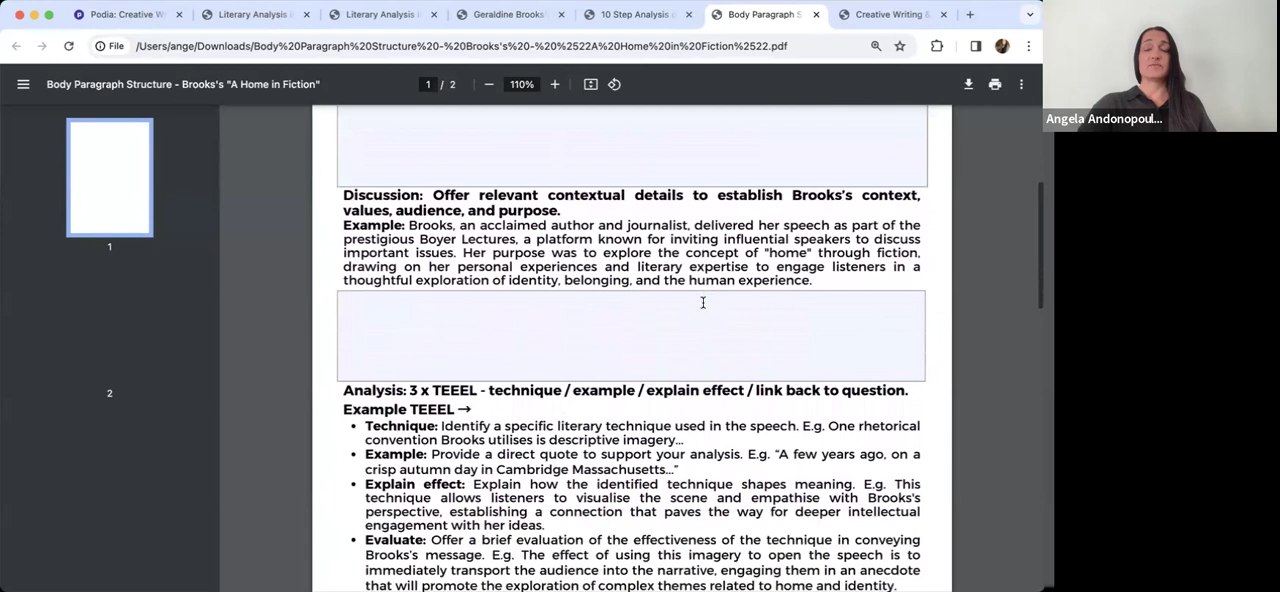 Podia: Creative W
Literary Analysis
Literary Analysis
Geraldine Brooks
10 Step Analysis
Body Paragraph S
Creative Writing &
File
/Users/ange/Downloads/Body%20Paragraph%20Structure%20-%20Brooks's%20-%20%2522A%20Home%20in%20Fiction%2522.pdf
Body Paragraph Structure - Brooks's "A Home in Fiction"
1 / 2
110%
Angela Andonopoul...
1
2
Discussion: Offer relevant contextual details to establish Brooks's context,
values, audience, and purpose.
Example: Brooks, an acclaimed author and journalist, delivered her speech as part of the
prestigious Boyer Lectures, a platform known for inviting influential speakers to discuss
important issues. Her purpose was to explore the concept of "home" through fiction,
drawing on her personal experiences and literary expertise to engage listeners in a
thoughtful exploration of identity, belonging, and the human experience.
Analysis: 3 x TEEEL - technique / example / explain effect / link back to question.
Example TEEEL →
• Technique: Identify a specific literary technique used in the speech. E.g. One rhetorical
convention Brooks utilises is descriptive imagery...
• Example: Provide a direct quote to support your analysis. E.g. "A few years ago, on a
crisp autumn day in Cambridge Massachusetts..."
• Explain effect: Explain how the identified technique shapes meaning. E.g. This
technique allows listeners to visualise the scene and empathise with Brooks's
perspective, establishing a connection that paves the way for deeper intellectual
engagement with her ideas.
• Evaluate: Offer a brief evaluation of the effectiveness of the technique in conveying
Brooks's message. E.g. The effect of using this imagery to open the speech is to
immediately transport the audience into the narrative, engaging them in an anecdote
that will promote the exploration of complex themes related to home and identity.